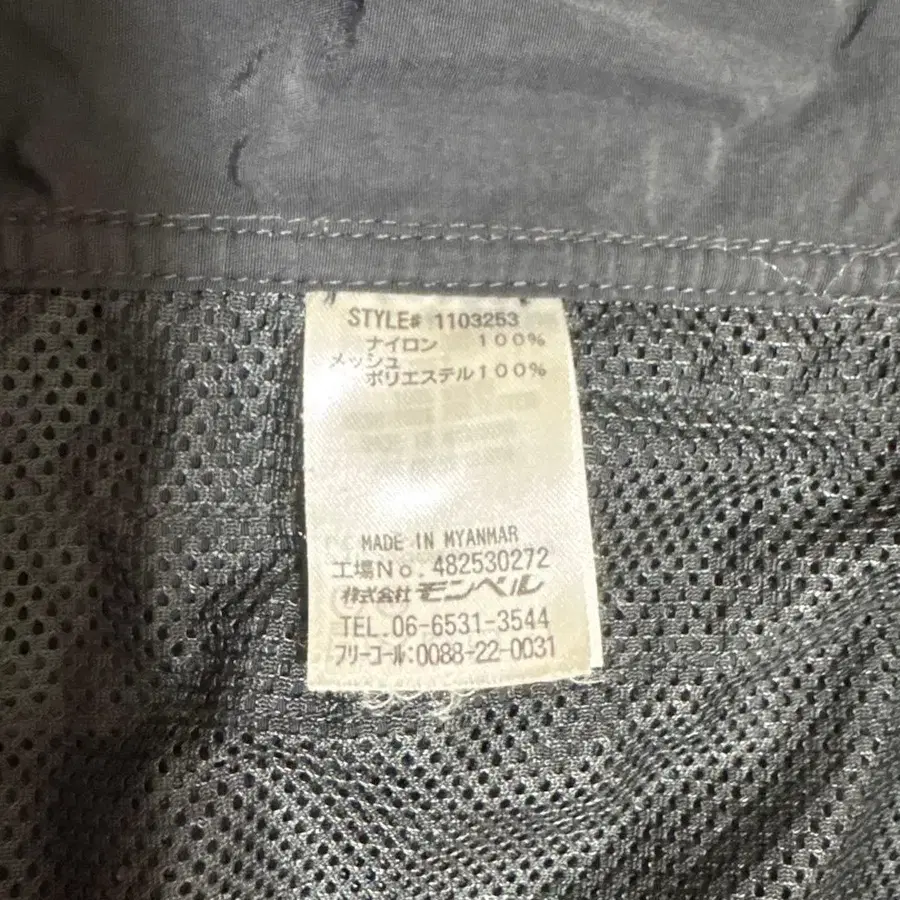 STYLE# 1103253
ナイロン 100%
メッシュ
ポリエステル100%
MADE IN MYANMAR
工場No. 482530272
株式会社 モンベル
TEL.06-6531-3544
フリーコール:0088-22-0031